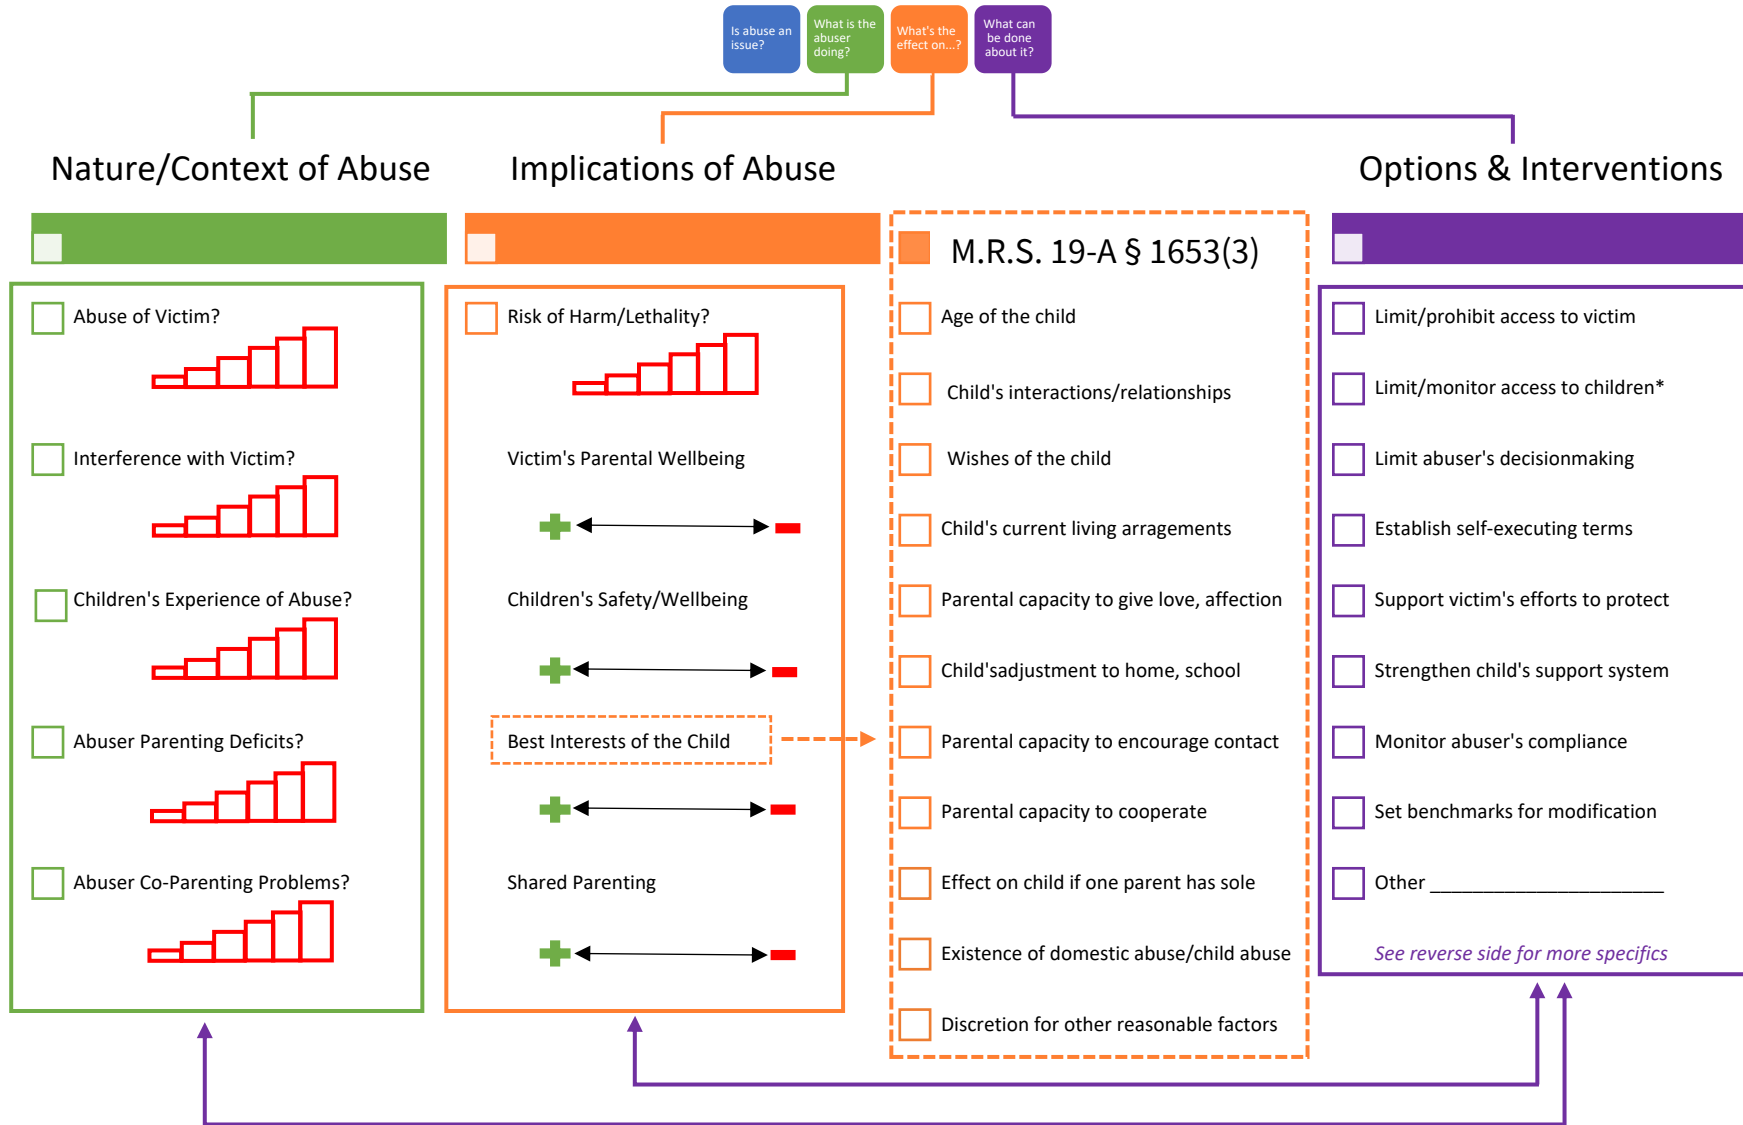 Is abuse an
issue?
What is the
abuser
doing?
What's the
effect on...?
What can
be done
about it?
Nature/Context of Abuse
Implications of Abuse
Options & Interventions
M.R.S. 19-A § 1653(3)
Abuse of Victim?
Interference with Victim?
Children's Experience of Abuse?
Abuser Parenting Deficits?
Abuser Co-Parenting Problems?
Risk of Harm/Lethality?
Victim's Parental Wellbeing
Children's Safety/Wellbeing
Best Interests of the Child
Shared Parenting
Age of the child
Child's interactions/relationships
Wishes of the child
Child's current living arragements
Parental capacity to give love, affection
Child'sadjustment to home, school
Parental capacity to encourage contact
Parental capacity to cooperate
Effect on child if one parent has sole
Existence of domestic abuse/child abuse
Discretion for other reasonable factors
Limit/prohibit access to victim
Limit/monitor access to children*
Limit abuser's decisionmaking
Establish self-executing terms
Support victim's efforts to protect
Strengthen child's support system
Monitor abuser's compliance
Set benchmarks for modification
Other ______________________
See reverse side for more specifics